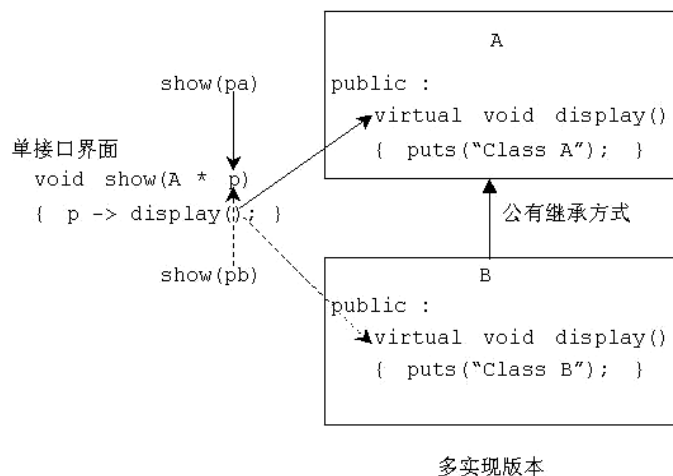 A
show(pa)
public :
virtual void display()
{ puts(“Class A”); }
单接口界面
void show(A * p)
{ p -> display(); }
公有继承方式
show(pb)
B
public :
virtual void display()
{ puts(“Class B”); }
多实现版本